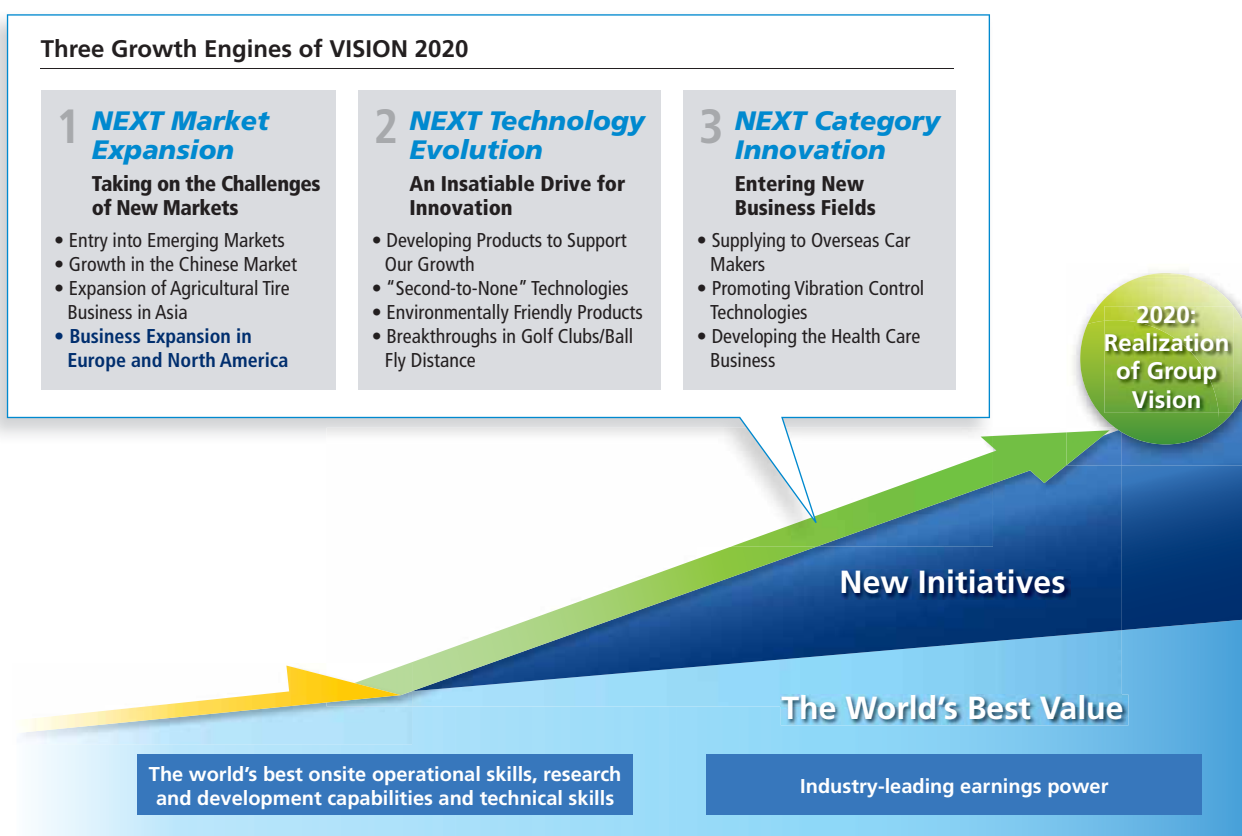 Three Growth Engines of VISION 2020
1 NEXT Market
Expansion
Taking on the Challenges
of New Markets
• Entry into Emerging Markets
• Growth in the Chinese Market
• Expansion of Agricultural Tire
Business in Asia
• Business Expansion in
Europe and North America
2 NEXT Technology
Evolution
An Insatiable Drive for
Innovation
• Developing Products to Support
Our Growth
• “Second-to-None” Technologies
• Environmentally Friendly Products
• Breakthroughs in Golf Clubs/Ball
Fly Distance
3 NEXT Category
Innovation
Entering New
Business Fields
• Supplying to Overseas Car
Makers
• Promoting Vibration Control
Technologies
• Developing the Health Care
Business
2020:
Realization
of Group
Vision
New Initiatives
The World’s Best Value
The world’s best onsite operational skills, research
and development capabilities and technical skills
Industry-leading earnings power